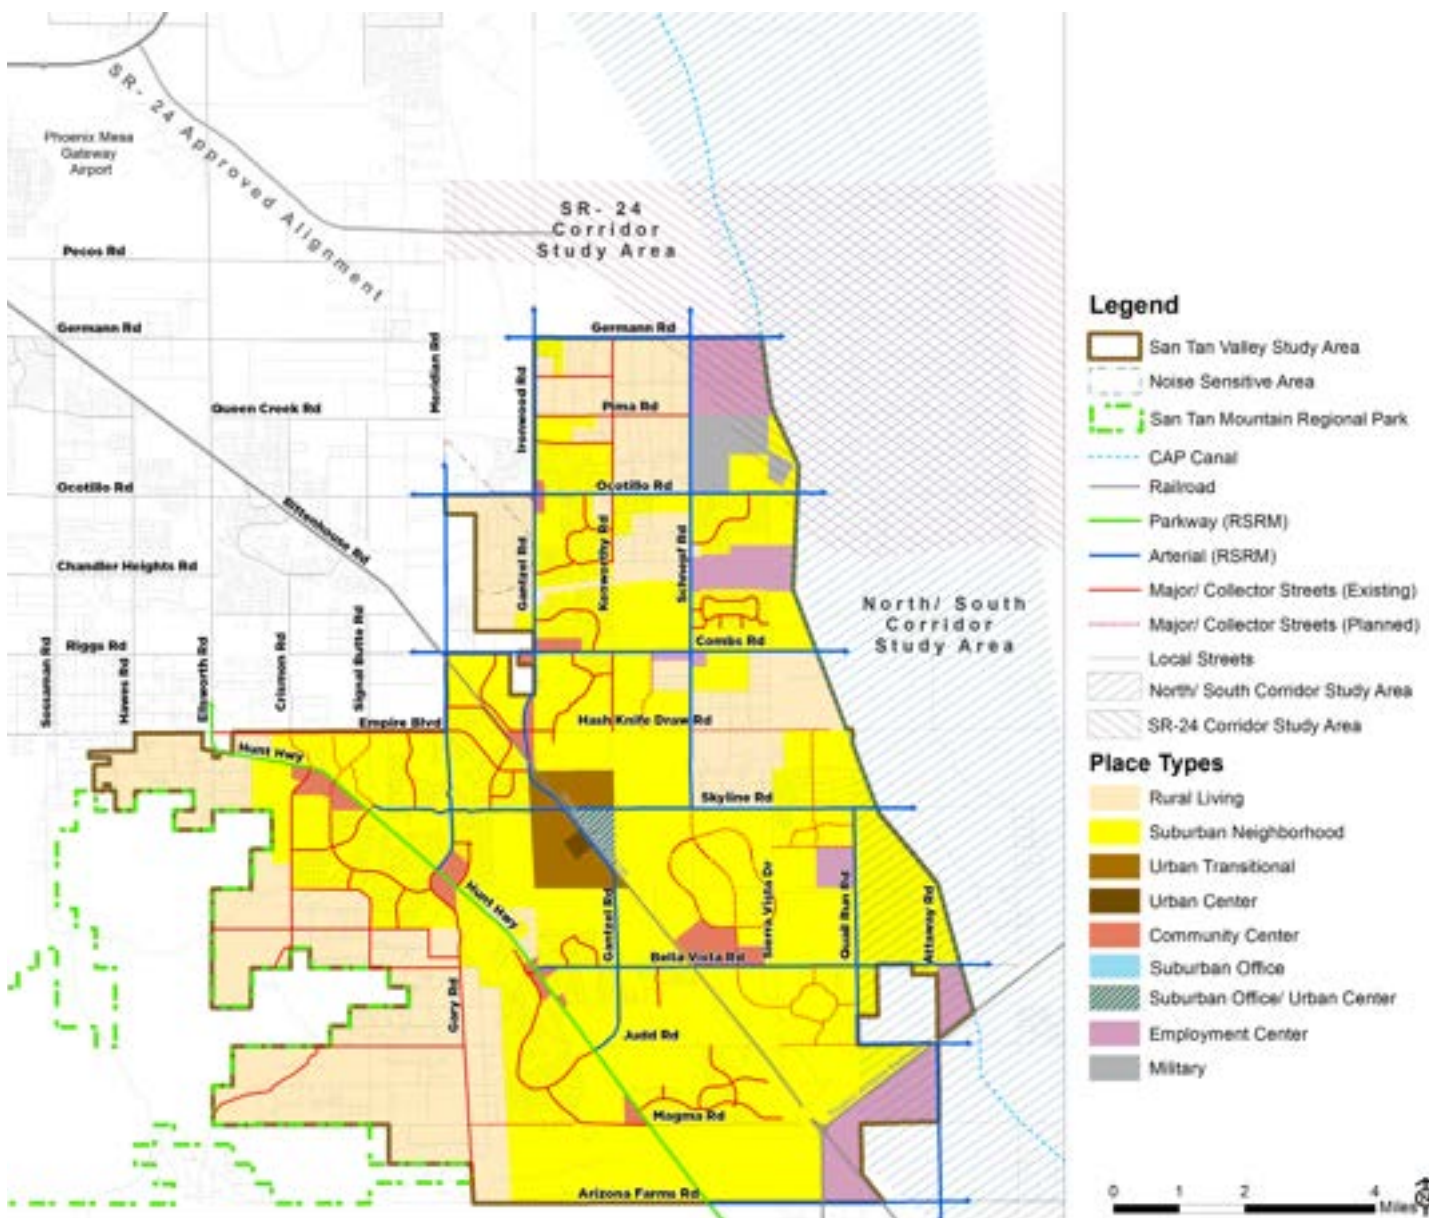 SR- 24 Approved Alignment
Phoenix Mesa
Gateway
Airport
SR- 24
Corridor
Study Area
Pecos Rd
Germann Rd
Germann Rd
Meridian Rd
Ironwood Rd
Queen Creek Rd
Pima Rd
Ocotillo Rd
Ocotillo Rd
Rittenhouse Rd
Gantzel Rd
Kenworthy Rd
Schnepf Rd
Chandler Heights Rd
North/ South
Corridor
Study Area
Riggs Rd
Combs Rd
Sossaman Rd
Hawes Rd
Ellsworth Rd
Crismon Rd
Signal Butte Rd
Empire Blvd
Hash Knife Draw Rd
Hunt Hwy
Skyline Rd
Hunt Hwy
Gantzel Rd
Sierra Vista Dr
Quail Run Rd
Attaway Rd
Bella Vista Rd
Gary Rd
Judd Rd
Magma Rd
Arizona Farms Rd
Legend
San Tan Valley Study Area
Noise Sensitive Area
San Tan Mountain Regional Park
CAP Canal
Railroad
Parkway (RSRM)
Arterial (RSRM)
Major/ Collector Streets (Existing)
Major/ Collector Streets (Planned)
Local Streets
North/ South Corridor Study Area
SR-24 Corridor Study Area
Place Types
Rural Living
Suburban Neighborhood
Urban Transitional
Urban Center
Community Center
Suburban Office
Suburban Office/ Urban Center
Employment Center
Military
0 1 2 4
Miles